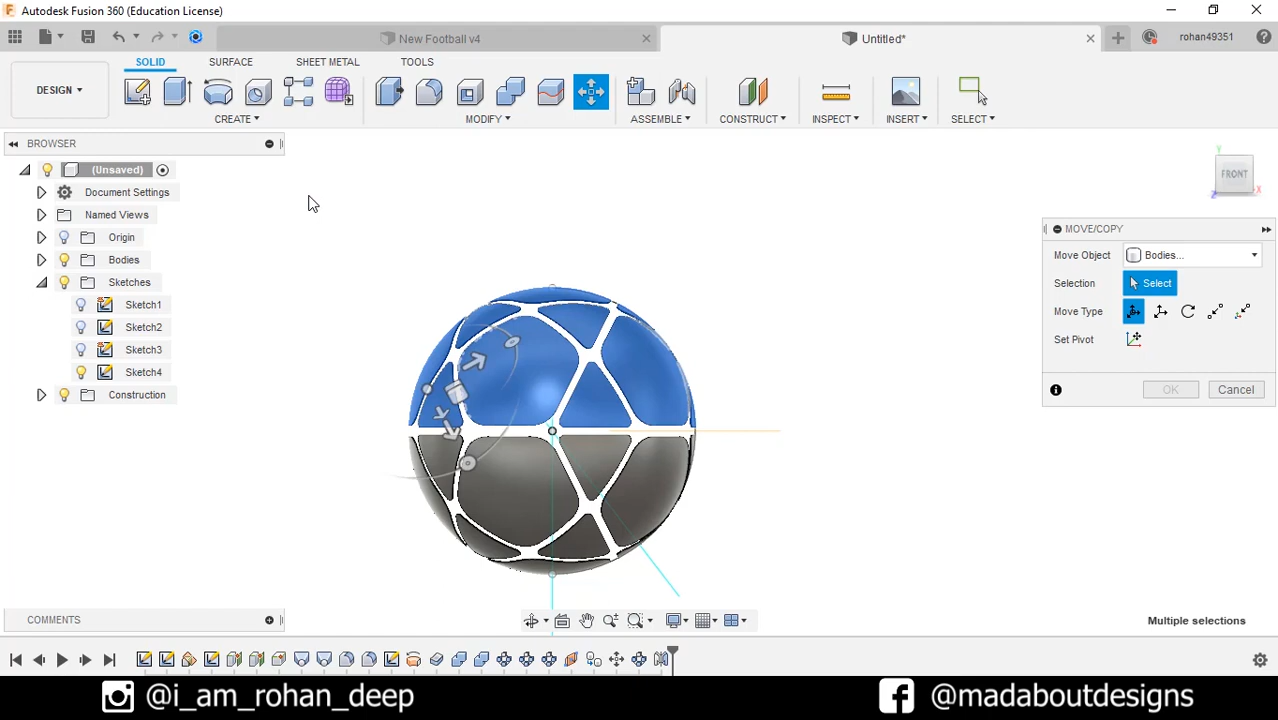 Autodesk Fusion 360 (Education License)
New Football v4
Untitled*
rohan49351
DESIGN
SOLID
SURFACE
SHEET METAL
TOOLS
CREATE
MODIFY
ASSEMBLE
CONSTRUCT
INSPECT
INSERT
SELECT
BROWSER
(Unsaved)
Document Settings
Named Views
Origin
Bodies
Sketches
Sketch1
Sketch2
Sketch3
Sketch4
Construction
Y
FRONT
Z
X
MOVE/COPY
Move Object
Bodies...
Selection
Select
Move Type
Set Pivot
OK
Cancel
COMMENTS
Multiple selections
@i_am_rohan_deep
@madaboutdesigns